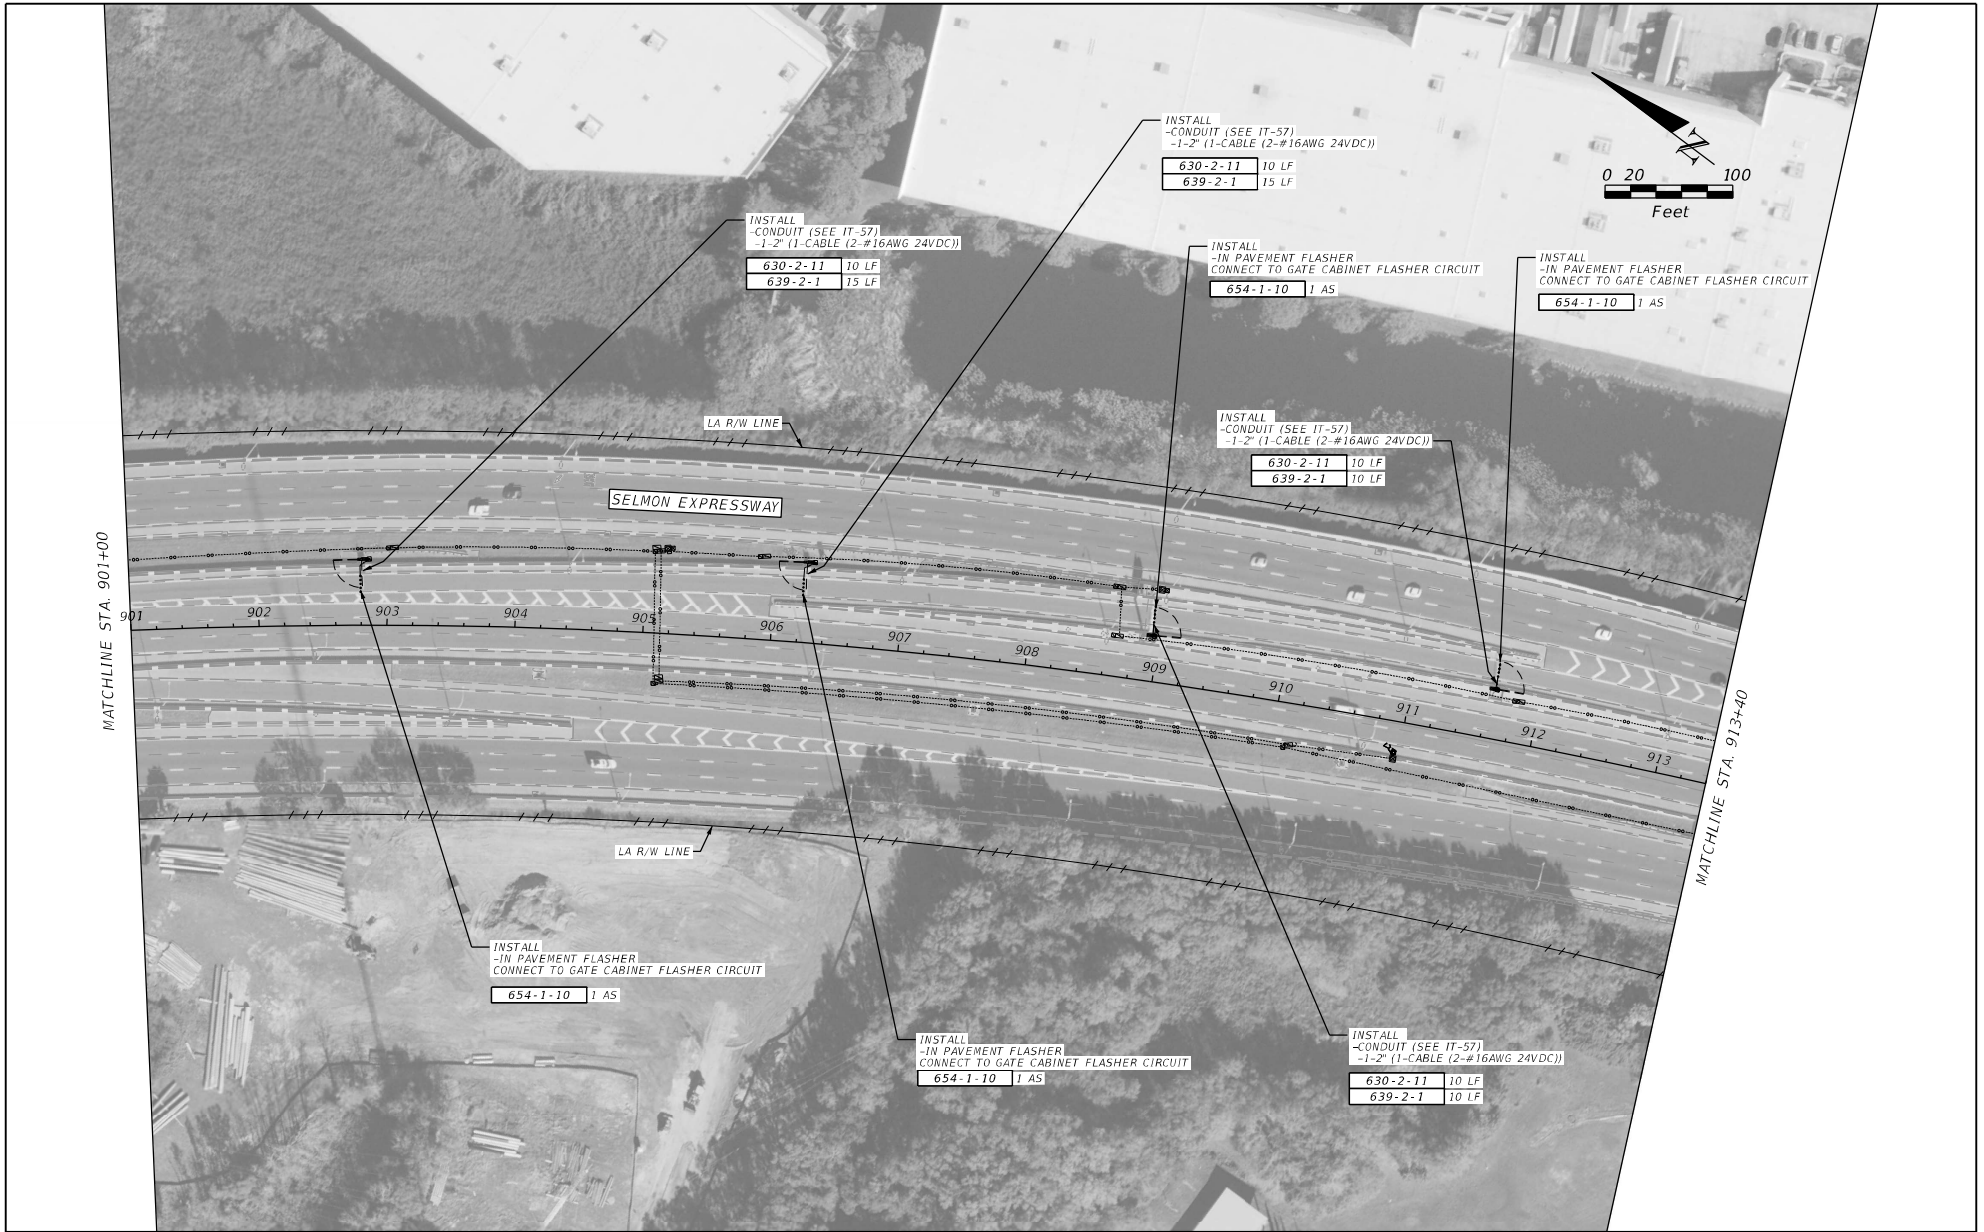 INSTALL
-CONDUIT (SEE IT-57)
-1-2" (1-CABLE (2-#16AWG 24VDC))
630-2-11 10 LF
639-2-1 15 LF
N
0 20 100
Feet
INSTALL
-CONDUIT (SEE IT-57)
-1-2" (1-CABLE (2-#16AWG 24VDC))
630-2-11 10 LF
639-2-1 15 LF
INSTALL
-IN PAVEMENT FLASHER
CONNECT TO GATE CABINET FLASHER CIRCUIT
654-1-10 1 AS
INSTALL
-IN PAVEMENT FLASHER
CONNECT TO GATE CABINET FLASHER CIRCUIT
654-1-10 1 AS
LA R/W LINE
INSTALL
-CONDUIT (SEE IT-57)
-1-2" (1-CABLE (2-#16AWG 24VDC))
630-2-11 10 LF
639-2-1 10 LF
SELMON EXPRESSWAY
MATCHLINE STA. 901+00
901 902 903 904 905 906 907 908 909 910 911 912 913
MATCHLINE STA. 913+40
LA R/W LINE
INSTALL
-IN PAVEMENT FLASHER
CONNECT TO GATE CABINET FLASHER CIRCUIT
654-1-10 1 AS
INSTALL
-IN PAVEMENT FLASHER
CONNECT TO GATE CABINET FLASHER CIRCUIT
654-1-10 1 AS
INSTALL
-CONDUIT (SEE IT-57)
-1-2" (1-CABLE (2-#16AWG 24VDC))
630-2-11 10 LF
639-2-1 10 LF